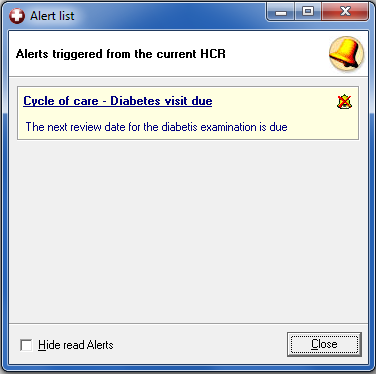 Alert list
Alerts triggered from the current HCR
Cycle of care - Diabetes visit due
The next review date for the diabetis examination is due
Hide read Alerts
Close